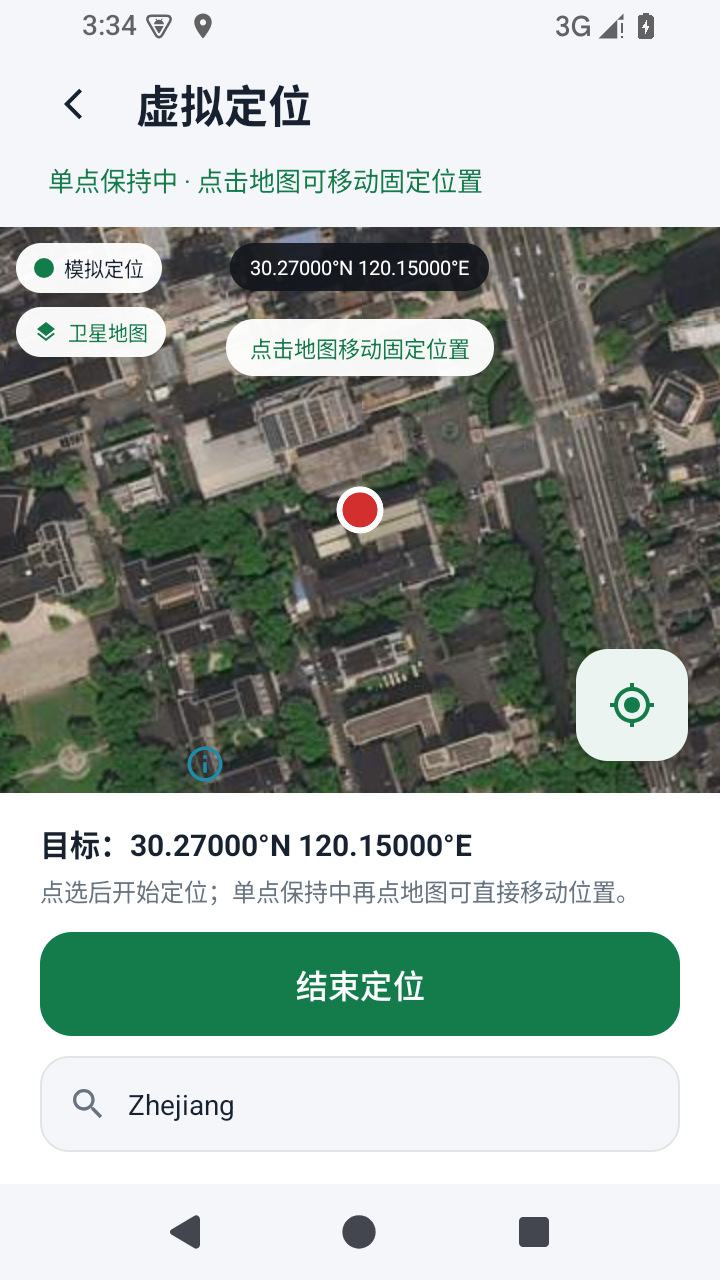 3:34
3G
虚拟定位
单点保持中 · 点击地图可移动固定位置
模拟定位
30.27000°N 120.15000°E
卫星地图
点击地图移动固定位置
目标：30.27000°N 120.15000°E
点选后开始定位；单点保持中再点地图可直接移动位置。
结束定位
Zhejiang